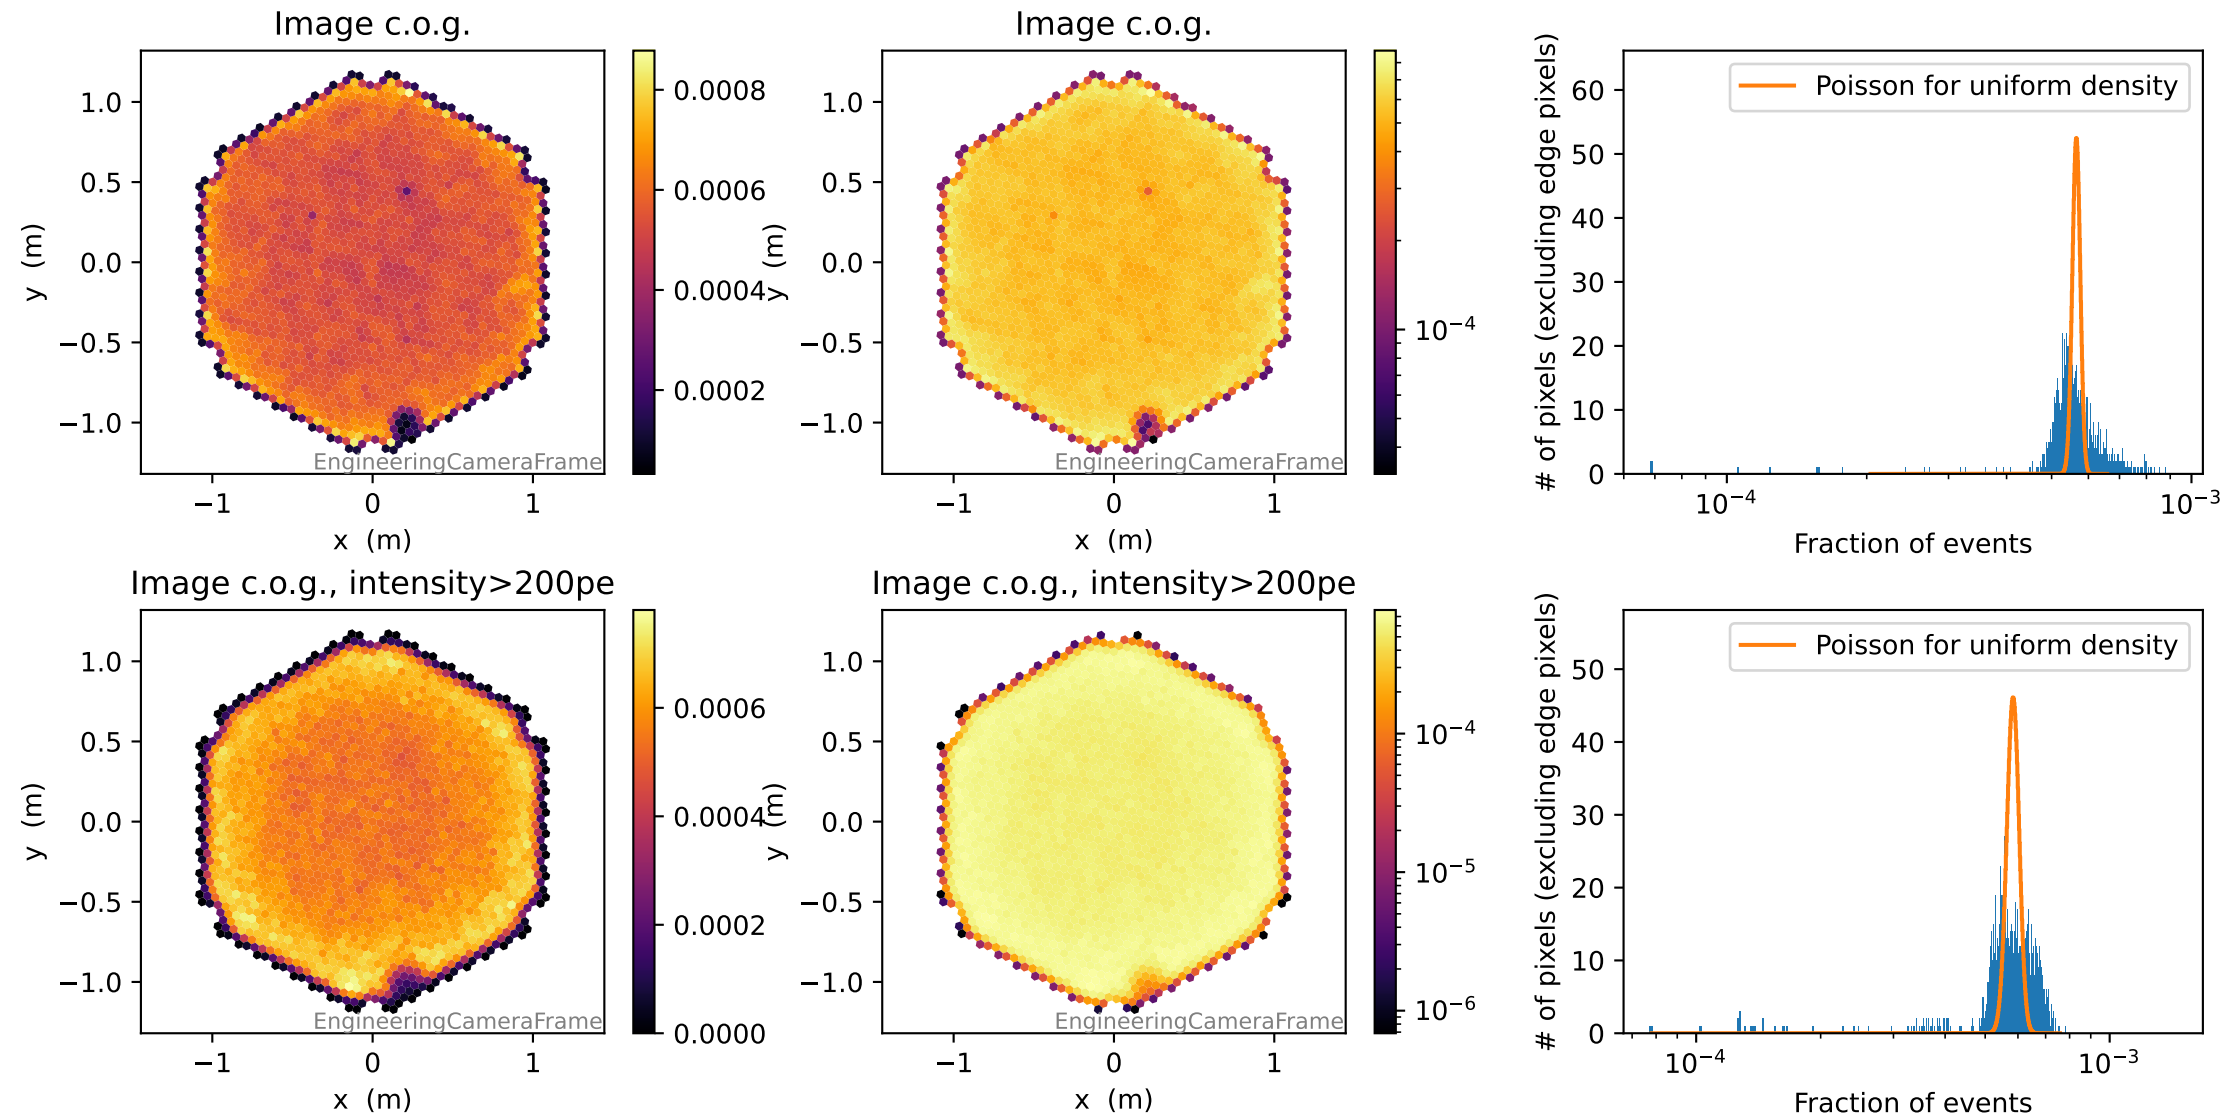 Image c.o.g.
1.0
0.5
0.0
−0.5
−1.0
y (m)
−1
0
1
x (m)
EngineeringCameraFrame
0.0008
0.0006
0.0004
0.0002
Image c.o.g.
1.0
0.5
0.0
−0.5
−1.0
y (m)
−1
0
1
x (m)
EngineeringCameraFrame
10⁻⁴
# of pixels (excluding edge pixels)
60
50
40
30
20
10
0
Poisson for uniform density
10⁻⁴
10⁻³
Fraction of events
Image c.o.g., intensity>200pe
1.0
0.5
0.0
−0.5
−1.0
y (m)
−1
0
1
x (m)
EngineeringCameraFrame
0.0006
0.0004
0.0002
0.0000
Image c.o.g., intensity>200pe
1.0
0.5
0.0
−0.5
−1.0
y (m)
−1
0
1
x (m)
EngineeringCameraFrame
10⁻⁴
10⁻⁵
10⁻⁶
# of pixels (excluding edge pixels)
50
40
30
20
10
0
Poisson for uniform density
10⁻⁴
10⁻³
Fraction of events